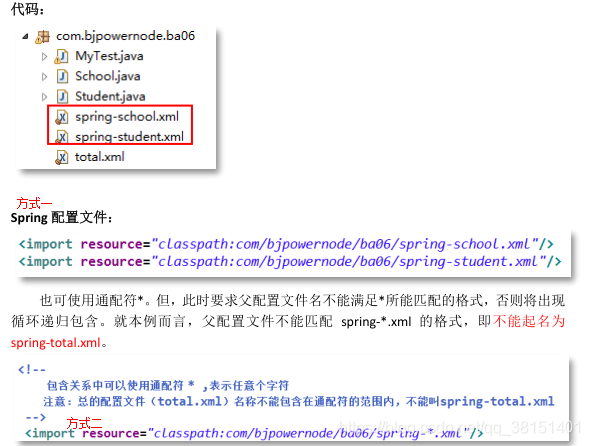 代码：
com.bjpowernode.ba06
MyTest.java
School.java
Student.java
spring-school.xml
spring-student.xml
total.xml
方式一
Spring 配置文件：
<import resource="classpath:com/bjpowernode/ba06/spring-school.xml"/>
<import resource="classpath:com/bjpowernode/ba06/spring-student.xml"/>
也可使用通配符*。但，此时要求父配置文件名不能满足*所能匹配的格式，否则将出现
循环递归包含。就本例而言，父配置文件不能匹配 spring-*.xml 的格式，即不能起名为
spring-total.xml。
<!--
包含关系中可以使用通配符 * ,表示任意个字符
注意：总的配置文件（total.xml）名称不能包含在通配符的范围内，不能叫spring-total.xml
-->
方式二
<import resource="classpath:com/bjpowernode/ba06/spring-*.xml"/>
https://blog.csdn.net/qq_38151401